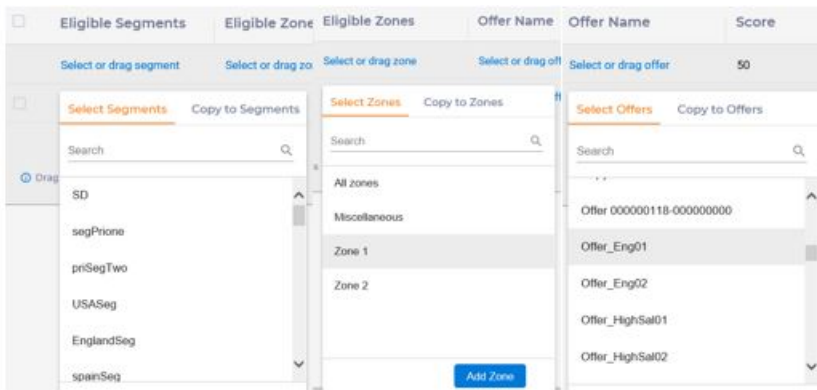 Eligible Segments
Eligible Zone
Select or drag segment
Select or drag zo
Select Segments
Copy to Segments
Search
Drag
SD
segPrione
priSegTwo
USASeg
EnglandSeg
spainSeg
Eligible Zones
Offer Name
Select or drag zone
Select or drag off
Select Zones
Copy to Zones
Search
All zones
Miscellaneous
Zone 1
Zone 2
Add Zone
Offer Name
Score
Select or drag offer
50
Select Offers
Copy to Offers
Search
Offer 000000118-000000000
Offer_Eng01
Offer_Eng02
Offer_HighSal01
Offer_HighSal02